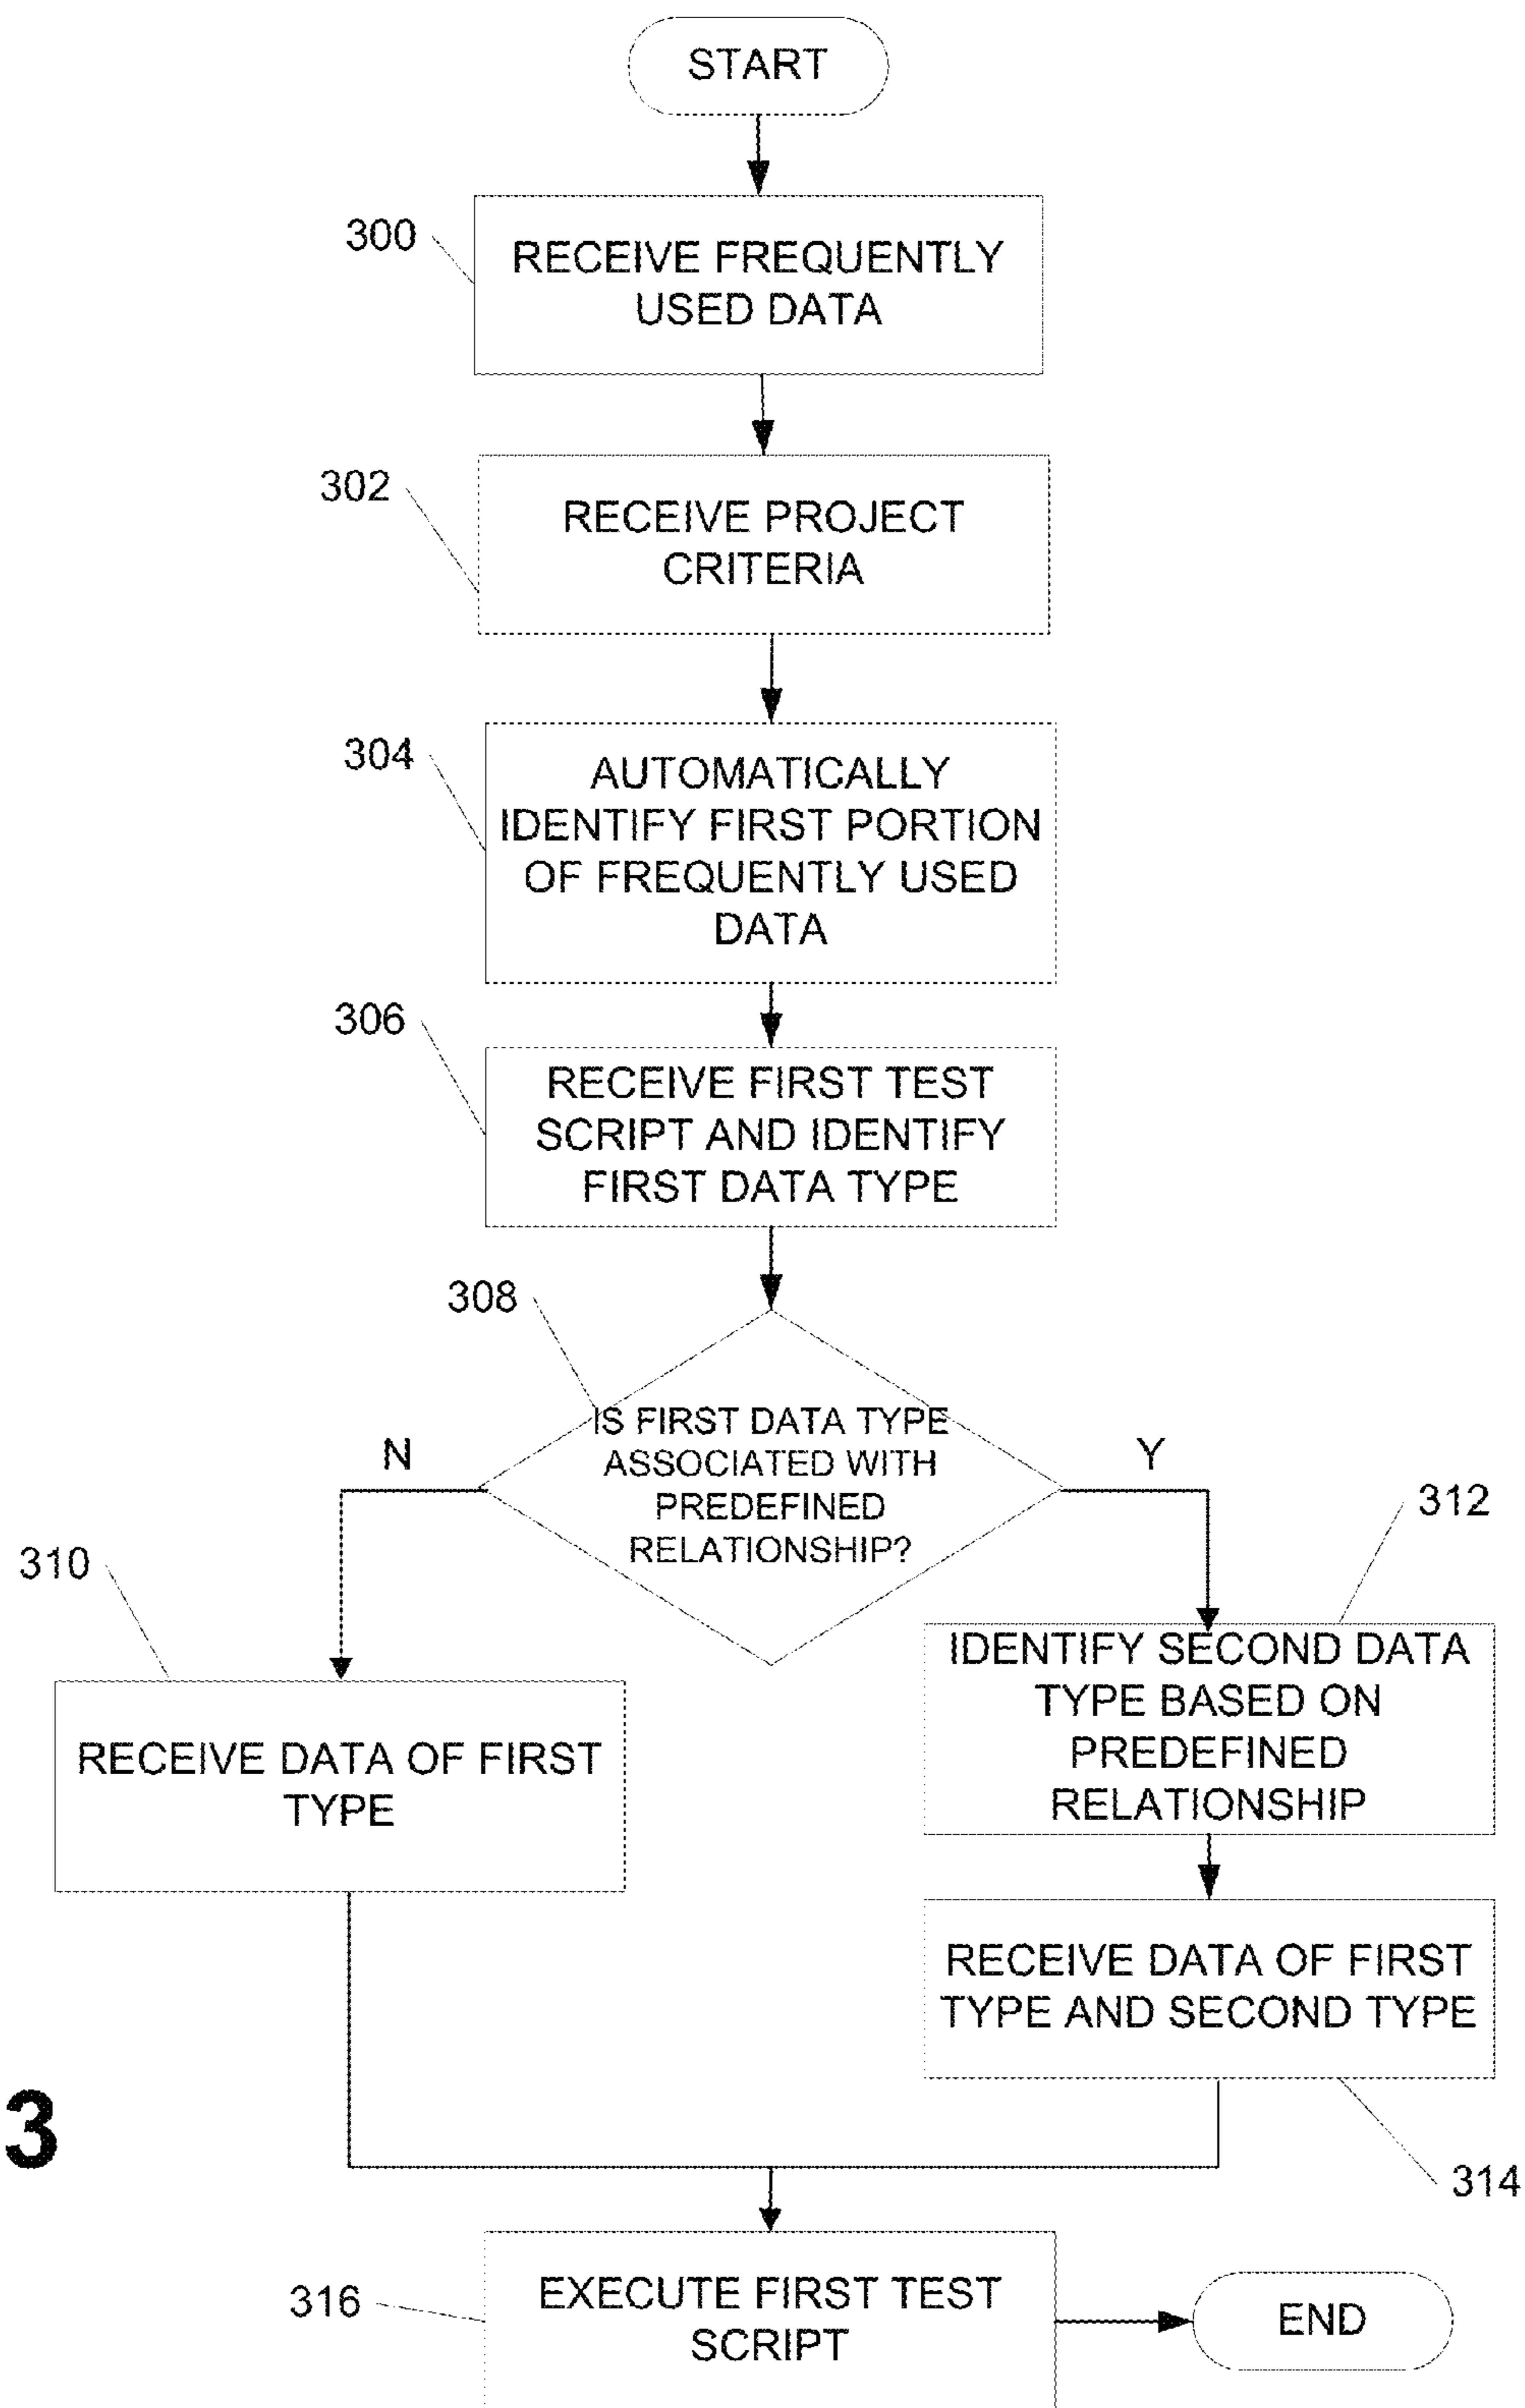 START
300
RECEIVE FREQUENTLY
USED DATA
302
RECEIVE PROJECT
CRITERIA
304
AUTOMATICALLY
IDENTIFY FIRST PORTION
OF FREQUENTLY USED
DATA
306
RECEIVE FIRST TEST
SCRIPT AND IDENTIFY
FIRST DATA TYPE
308
IS FIRST DATA TYPE
ASSOCIATED WITH
PREDEFINED
RELATIONSHIP?
N
Y
310
RECEIVE DATA OF FIRST
TYPE
312
IDENTIFY SECOND DATA
TYPE BASED ON
PREDEFINED
RELATIONSHIP
RECEIVE DATA OF FIRST
TYPE AND SECOND TYPE
314
3
316
EXECUTE FIRST TEST
SCRIPT
END